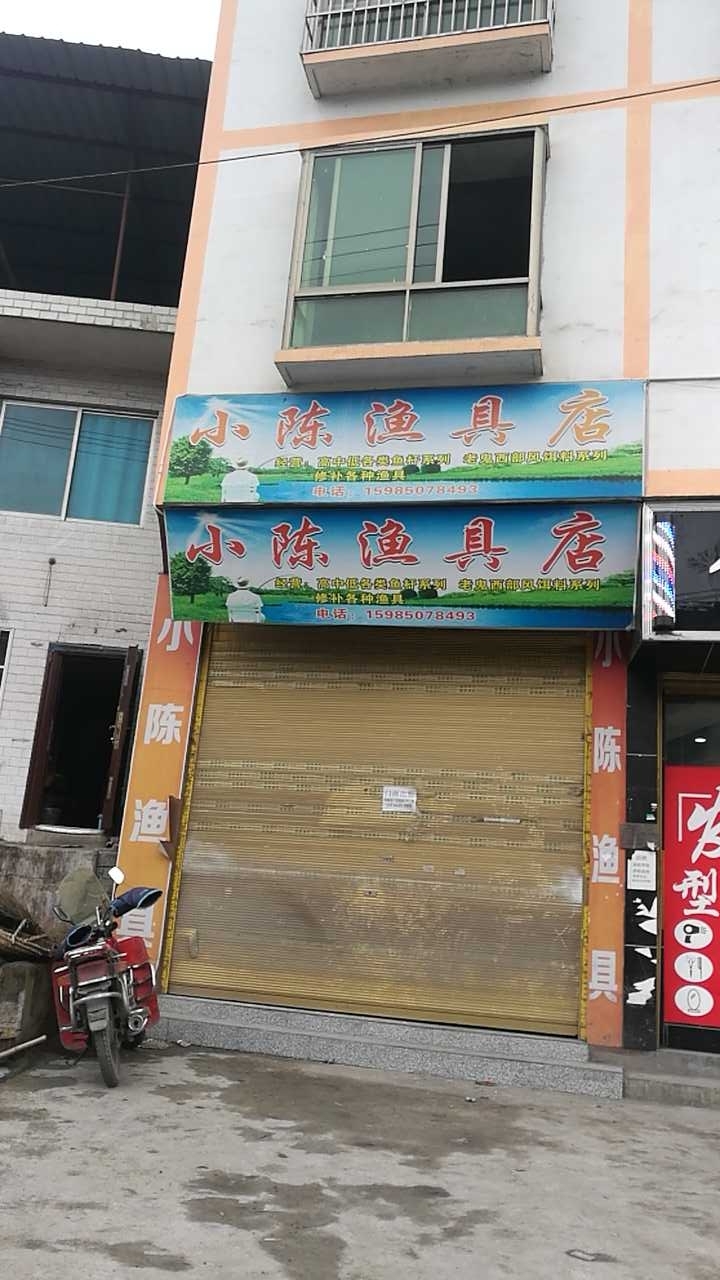 小陈渔具店
经营：高中低各类鱼杆系列　老鬼西部风饵料系列
修补各种渔具
电话：15985078493
小陈渔具店
经营：高中低各类鱼杆系列　老鬼西部风饵料系列
修补各种渔具
电话：15985078493
小陈渔具
小陈渔具
发型